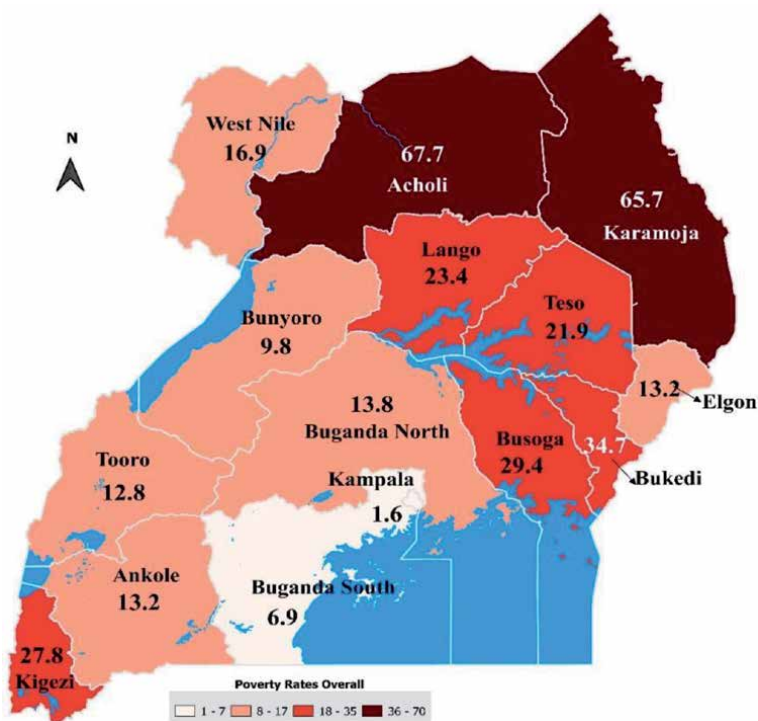 N
West Nile
16.9
67.7
Acholi
65.7
Karamoja
Lango
23.4
Teso
21.9
Bunyoro
9.8
13.2
Elgon
13.8
Buganda North
Busoga
29.4
34.7
Bukedi
Tooro
12.8
Kampala
1.6
Ankole
13.2
Buganda South
6.9
27.8
Kigezi
Poverty Rates Overall
1 - 7 8 - 17 18 - 35 36 - 70